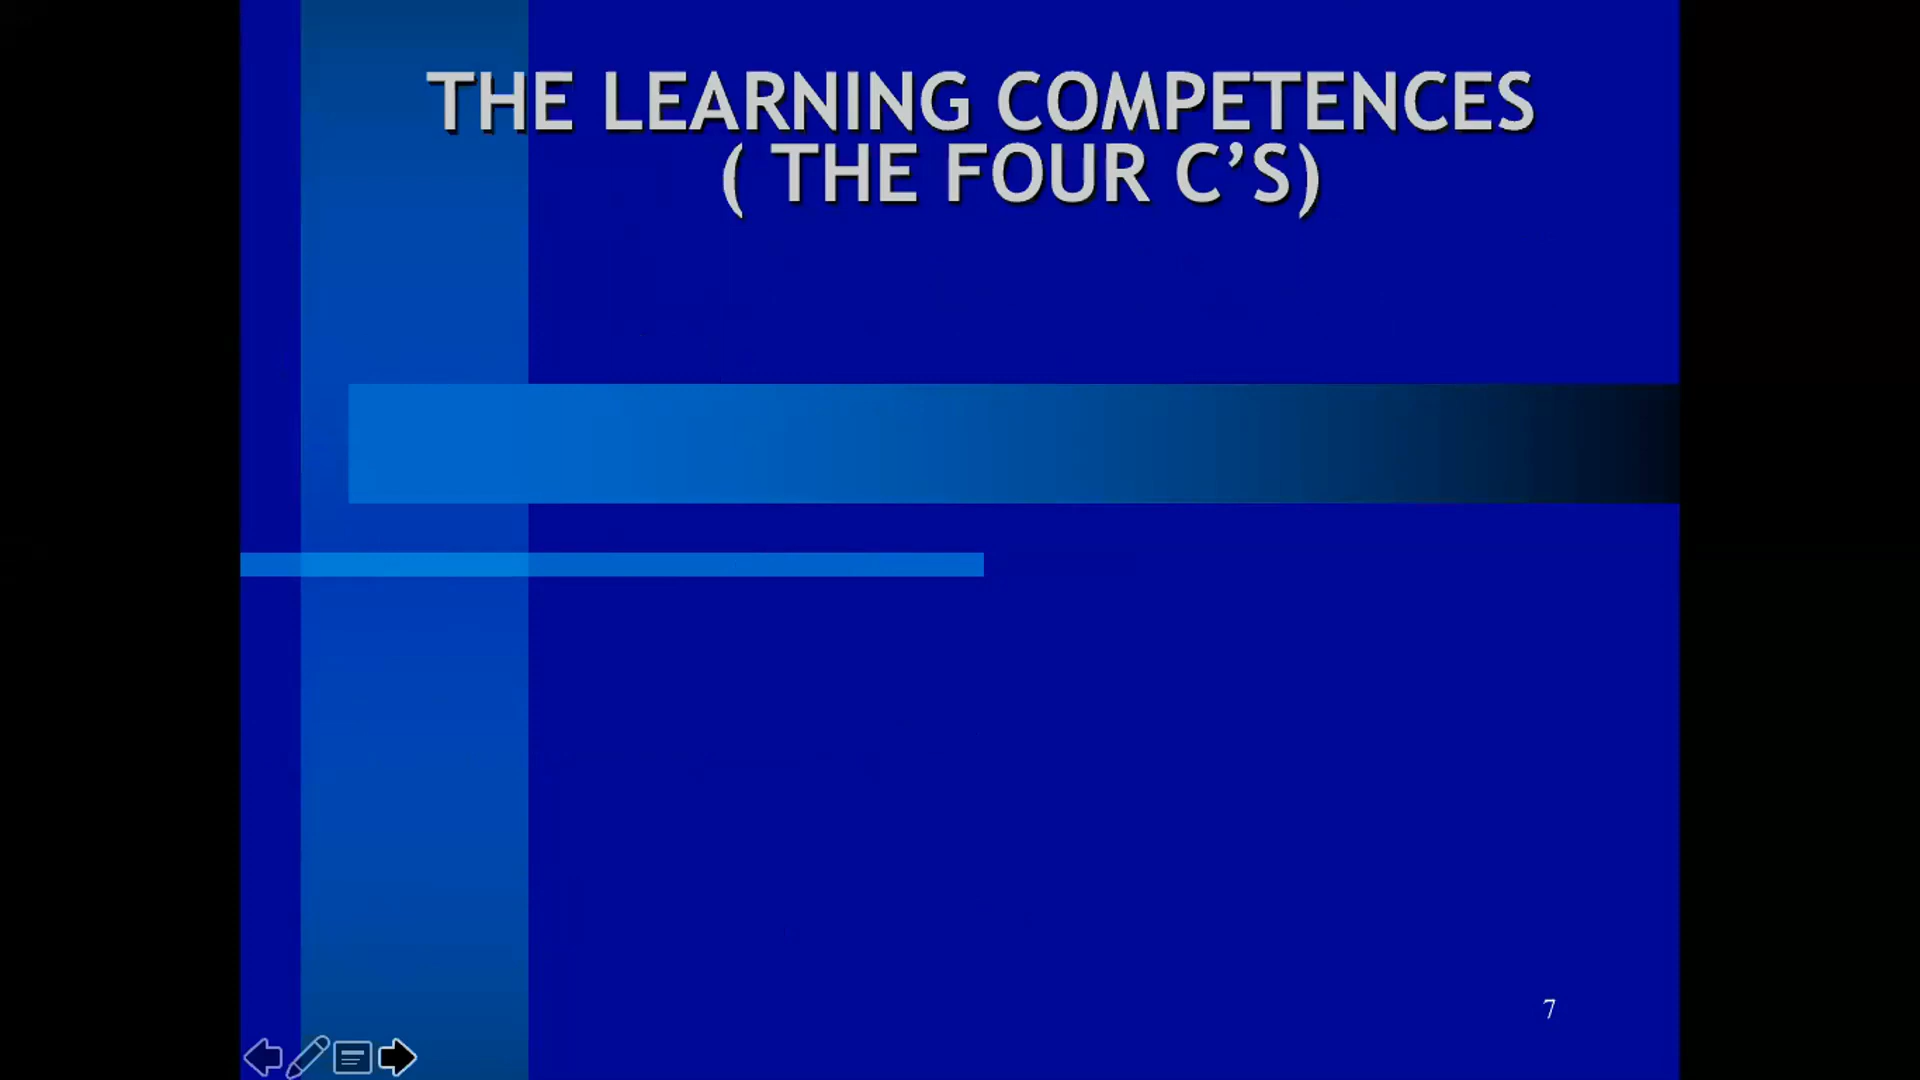 THE LEARNING COMPETENCES
( THE FOUR C’S)
7